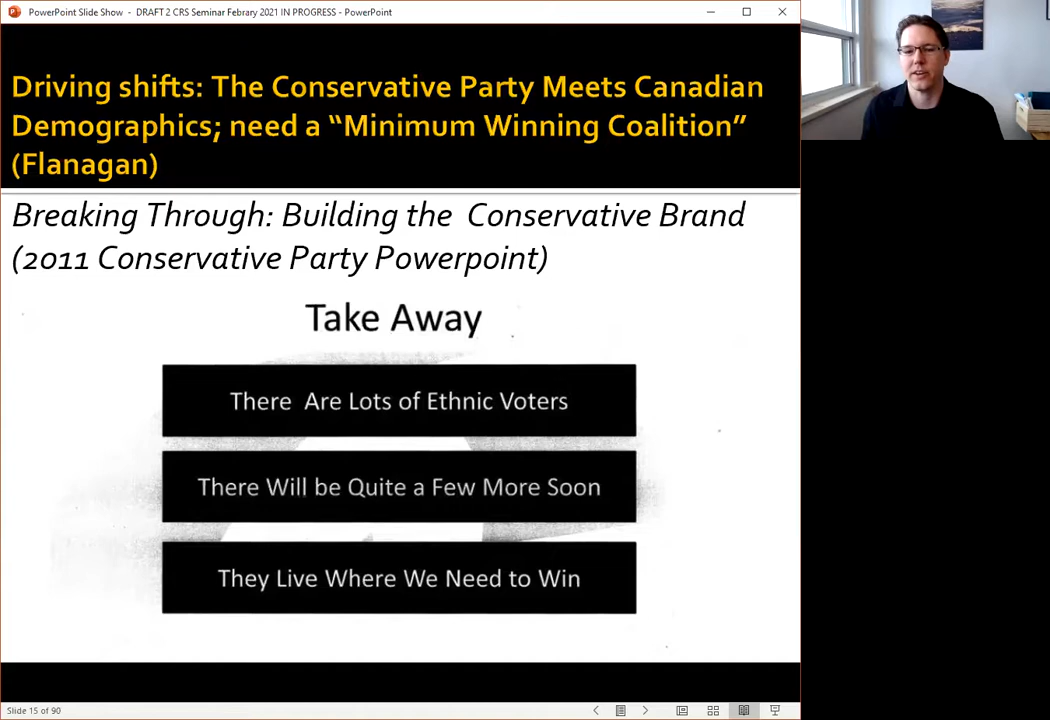 PowerPoint Slide Show - DRAFT 2 CRS Seminar Febrary 2021 IN PROGRESS - PowerPoint
Driving shifts: The Conservative Party Meets Canadian
Demographics; need a “Minimum Winning Coalition”
(Flanagan)
Breaking Through: Building the Conservative Brand
(2011 Conservative Party Powerpoint)
Take Away
There Are Lots of Ethnic Voters
There Will be Quite a Few More Soon
They Live Where We Need to Win
Slide 15 of 90